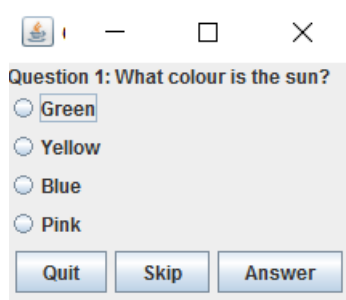 Question 1: What colour is the sun?
Green
Yellow
Blue
Pink
Quit Skip Answer